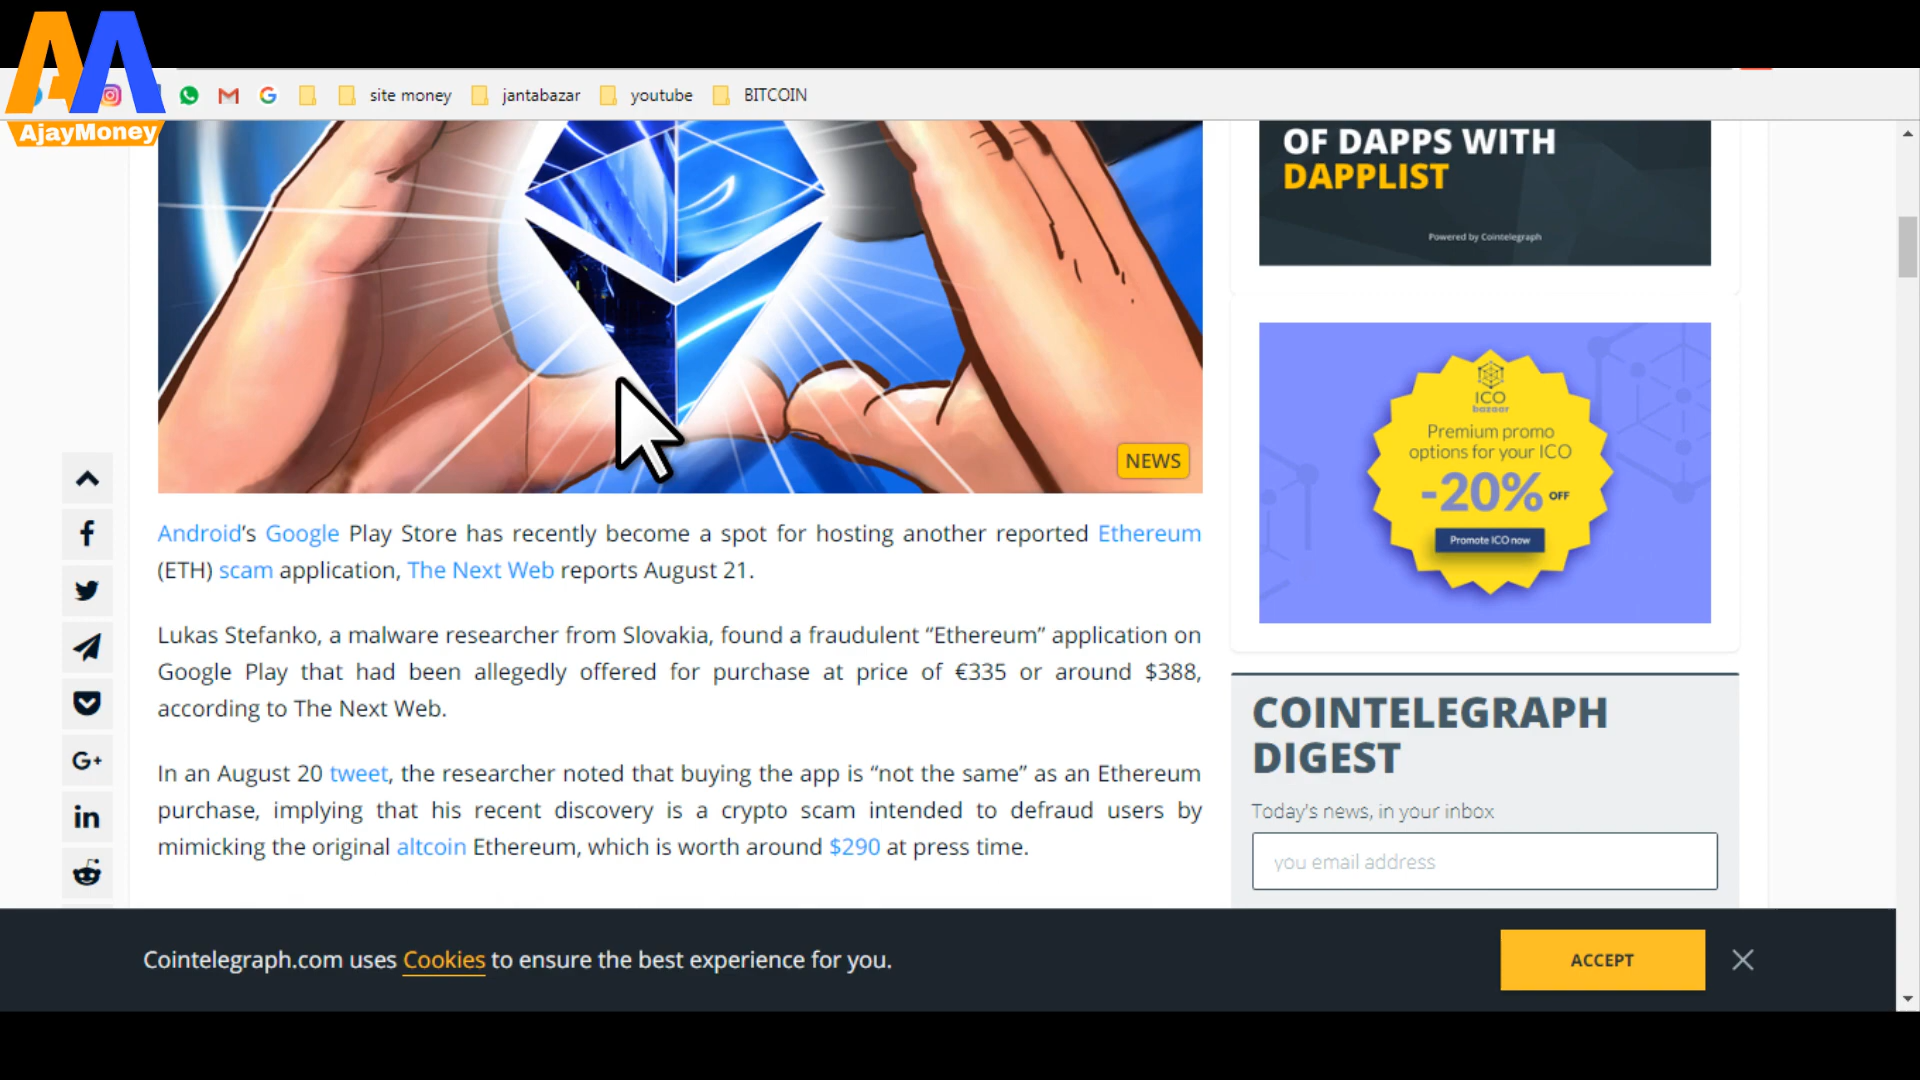 AjayMoney
site money
jantabazar
youtube
BITCOIN
OF DAPPS WITH
DAPPLIST
Powered by Cointelegraph
NEWS
Android's Google Play Store has recently become a spot for hosting another reported Ethereum
(ETH) scam application, The Next Web reports August 21.
Lukas Stefanko, a malware researcher from Slovakia, found a fraudulent “Ethereum” application on
Google Play that had been allegedly offered for purchase at price of €335 or around $388,
according to The Next Web.
In an August 20 tweet, the researcher noted that buying the app is “not the same” as an Ethereum
purchase, implying that his recent discovery is a crypto scam intended to defraud users by
mimicking the original altcoin Ethereum, which is worth around $290 at press time.
ICO
bazaar
Premium promo
options for your ICO
-20% OFF
Promote ICO now
COINTELEGRAPH
DIGEST
Today's news, in your inbox
you email address
Cointelegraph.com uses Cookies to ensure the best experience for you.
ACCEPT